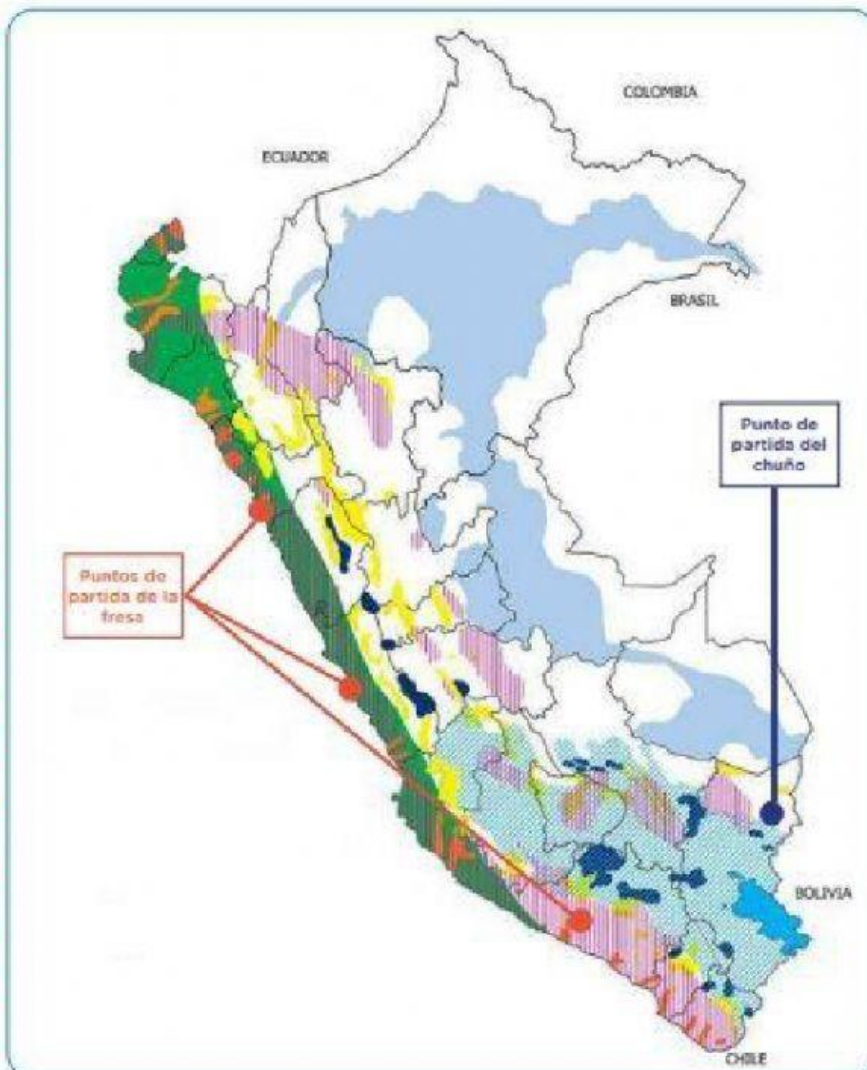 COLOMBIA
ECUADOR
BRASIL
Punto de
partida del
chuño
Puntos de
partida de la
fresa
BOLIVIA
CHILE